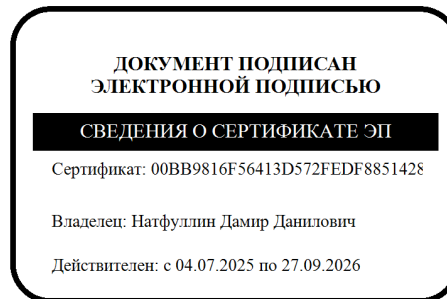 ДОКУМЕНТ ПОДПИСАН
ЭЛЕКТРОННОЙ ПОДПИСЬЮ
СВЕДЕНИЯ О СЕРТИФИКАТЕ ЭП
Сертификат: 00BB9816F56413D572FEDF8851428
Владелец: Натфуллин Дамир Данилович
Действителен: с 04.07.2025 по 27.09.2026